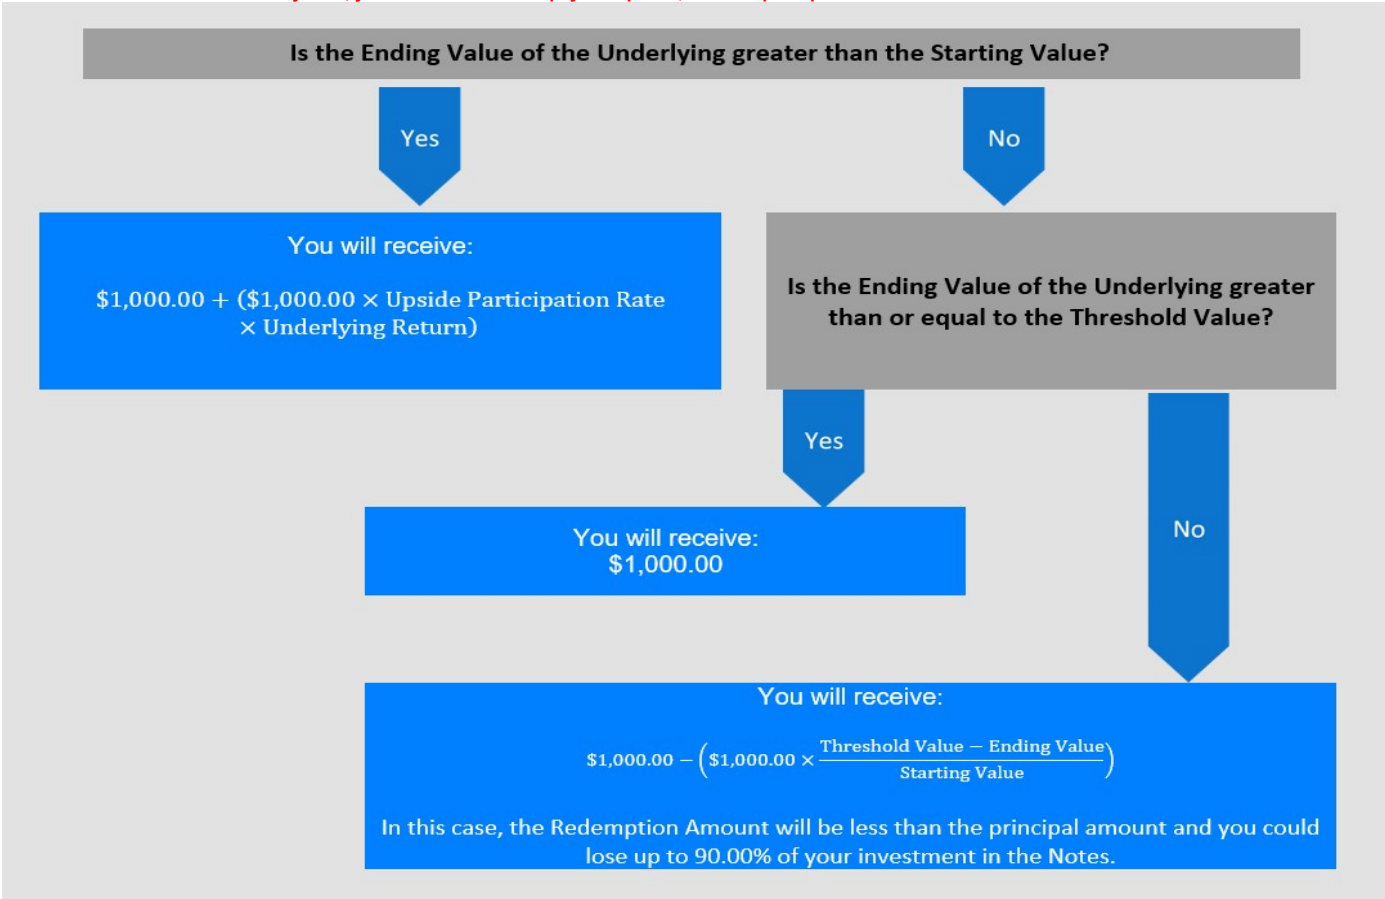 Is the Ending Value of the Underlying greater than the Starting Value?
Yes
No
You will receive:
$1,000.00 + ($1,000.00 × Upside Participation Rate
× Underlying Return)
Is the Ending Value of the Underlying greater
than or equal to the Threshold Value?
Yes
No
You will receive:
$1,000.00
You will receive:
$1,000.00 − ($1,000.00 × Threshold Value − Ending Value
Starting Value)
In this case, the Redemption Amount will be less than the principal amount and you could
lose up to 90.00% of your investment in the Notes.